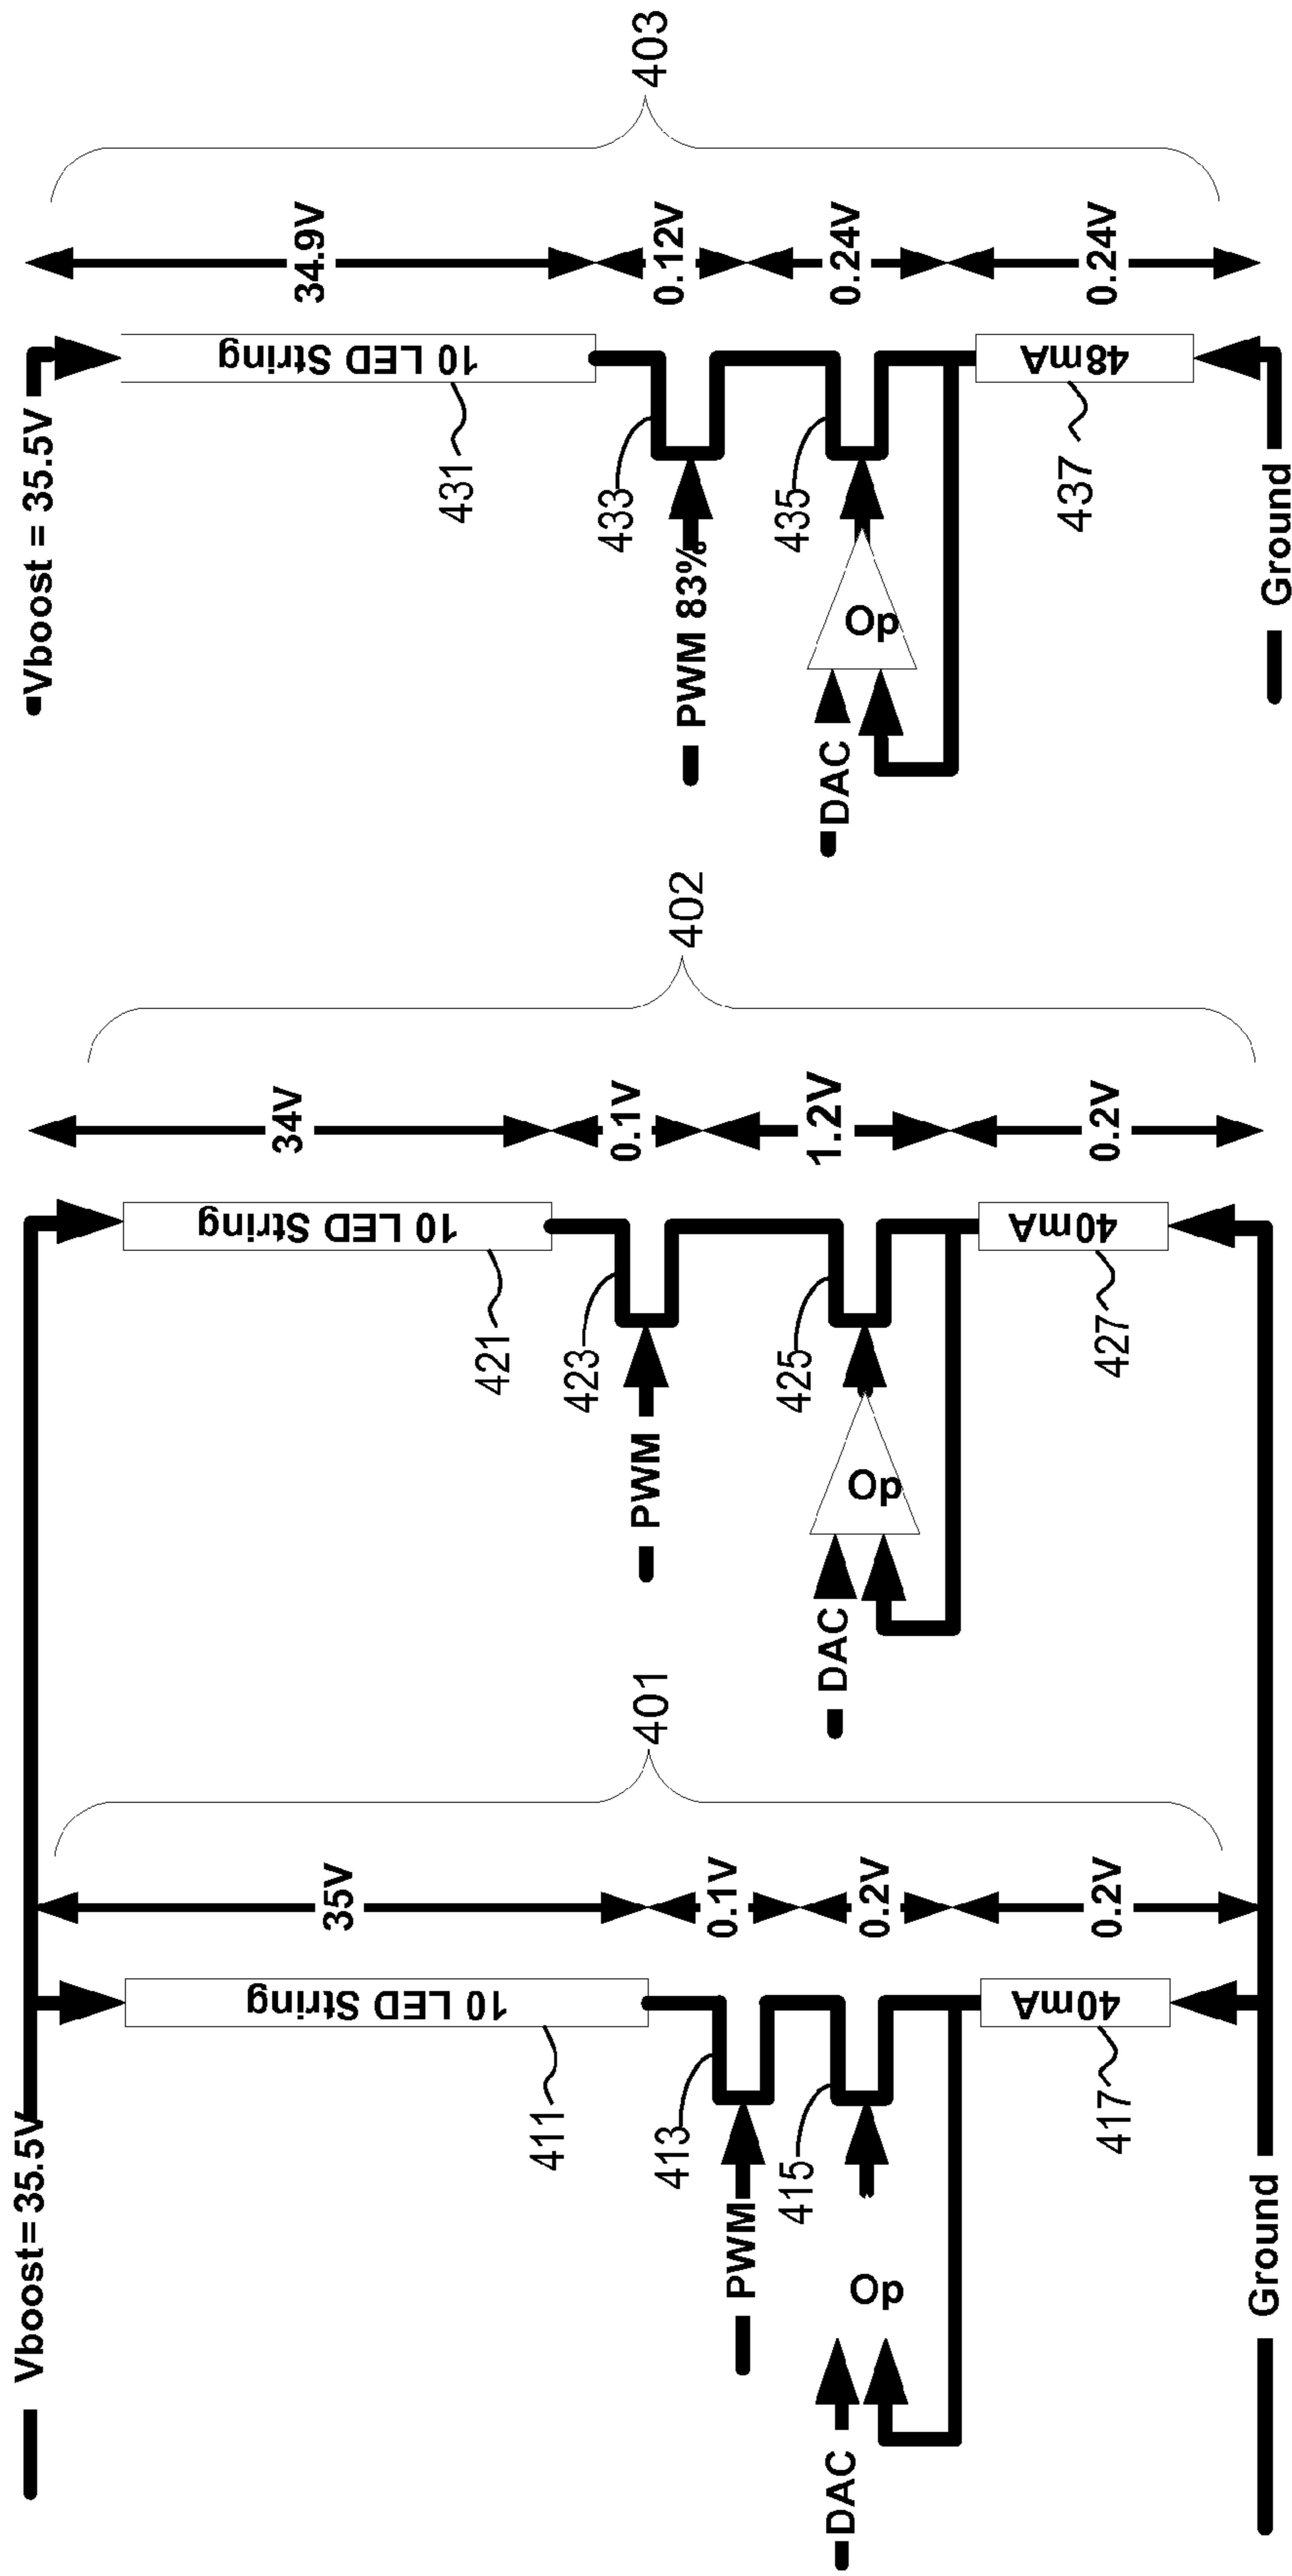 Vboost= 35.5V
35V
0.1V
0.2V
0.2V
401
10 LED String
411
PWM
413
415
DAC
Op
40mA
417
Ground
34V
0.1V
1.2V
0.2V
402
10 LED String
421
PWM
423
425
DAC
Op
40mA
427
Vboost = 35.5V
34.9V
0.12V
0.24V
0.24V
403
10 LED String
431
PWM 83%
433
435
DAC
Op
48mA
437
Ground